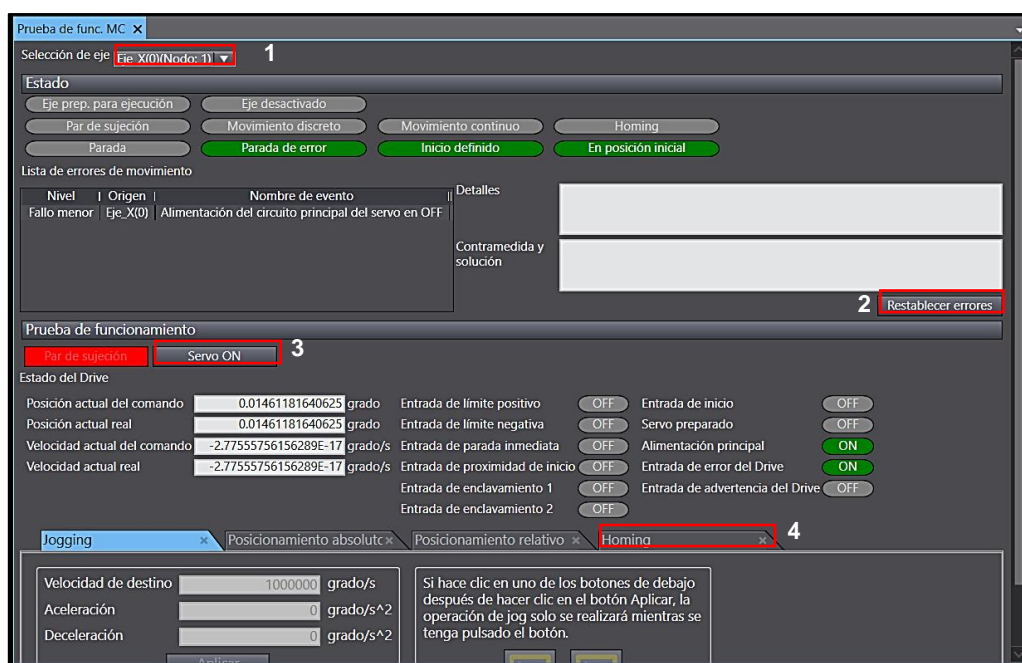 Prueba de func. MC X
Selección de eje Eje_X(0)(Nodo: 1) 1
Estado
Eje prep. para ejecución Eje desactivado
Par de sujeción Movimiento discreto Movimiento continuo Homing
Parada Parada de error Inicio definido En posición inicial
Lista de errores de movimiento
Nivel Origen Nombre de evento
Fallo menor Eje_X(0) Alimentación del circuito principal del servo en OFF
Detalles
Contramedida y
solución
2 Restablecer errores
Prueba de funcionamiento
Par de sujeción Servo ON 3
Estado del Drive
Posición actual del comando 0.01461181640625 grado Entrada de límite positivo OFF Entrada de inicio OFF
Posición actual real 0.01461181640625 grado Entrada de límite negativa OFF Servo preparado OFF
Velocidad actual del comando -2.77555756156289E-17 grado/s Entrada de parada inmediata OFF Alimentación principal ON
Velocidad actual real -2.77555756156289E-17 grado/s Entrada de proximidad de inicio OFF Entrada de error del Drive ON
Entrada de enclavamiento 1 OFF Entrada de advertencia del Drive OFF
Entrada de enclavamiento 2 OFF
Jogging x Posicionamiento absoluto x Posicionamiento relativo x Homing x 4
Velocidad de destino 1000000 grado/s
Aceleración 0 grado/s^2
Deceleración 0 grado/s^2
Aplicar
Si hace clic en uno de los botones de debajo
después de hacer clic en el botón Aplicar, la
operación de jog solo se realizará mientras se
tenga pulsado el botón.